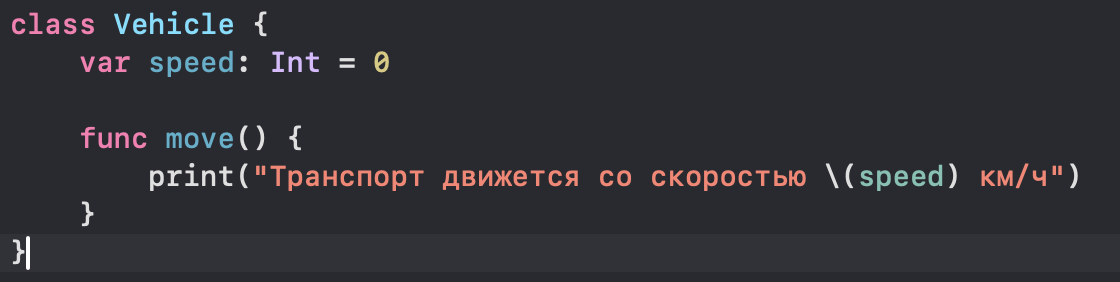 class Vehicle {
    var speed: Int = 0

    func move() {
        print("Транспорт движется со скоростью \(speed) км/ч")
    }
}